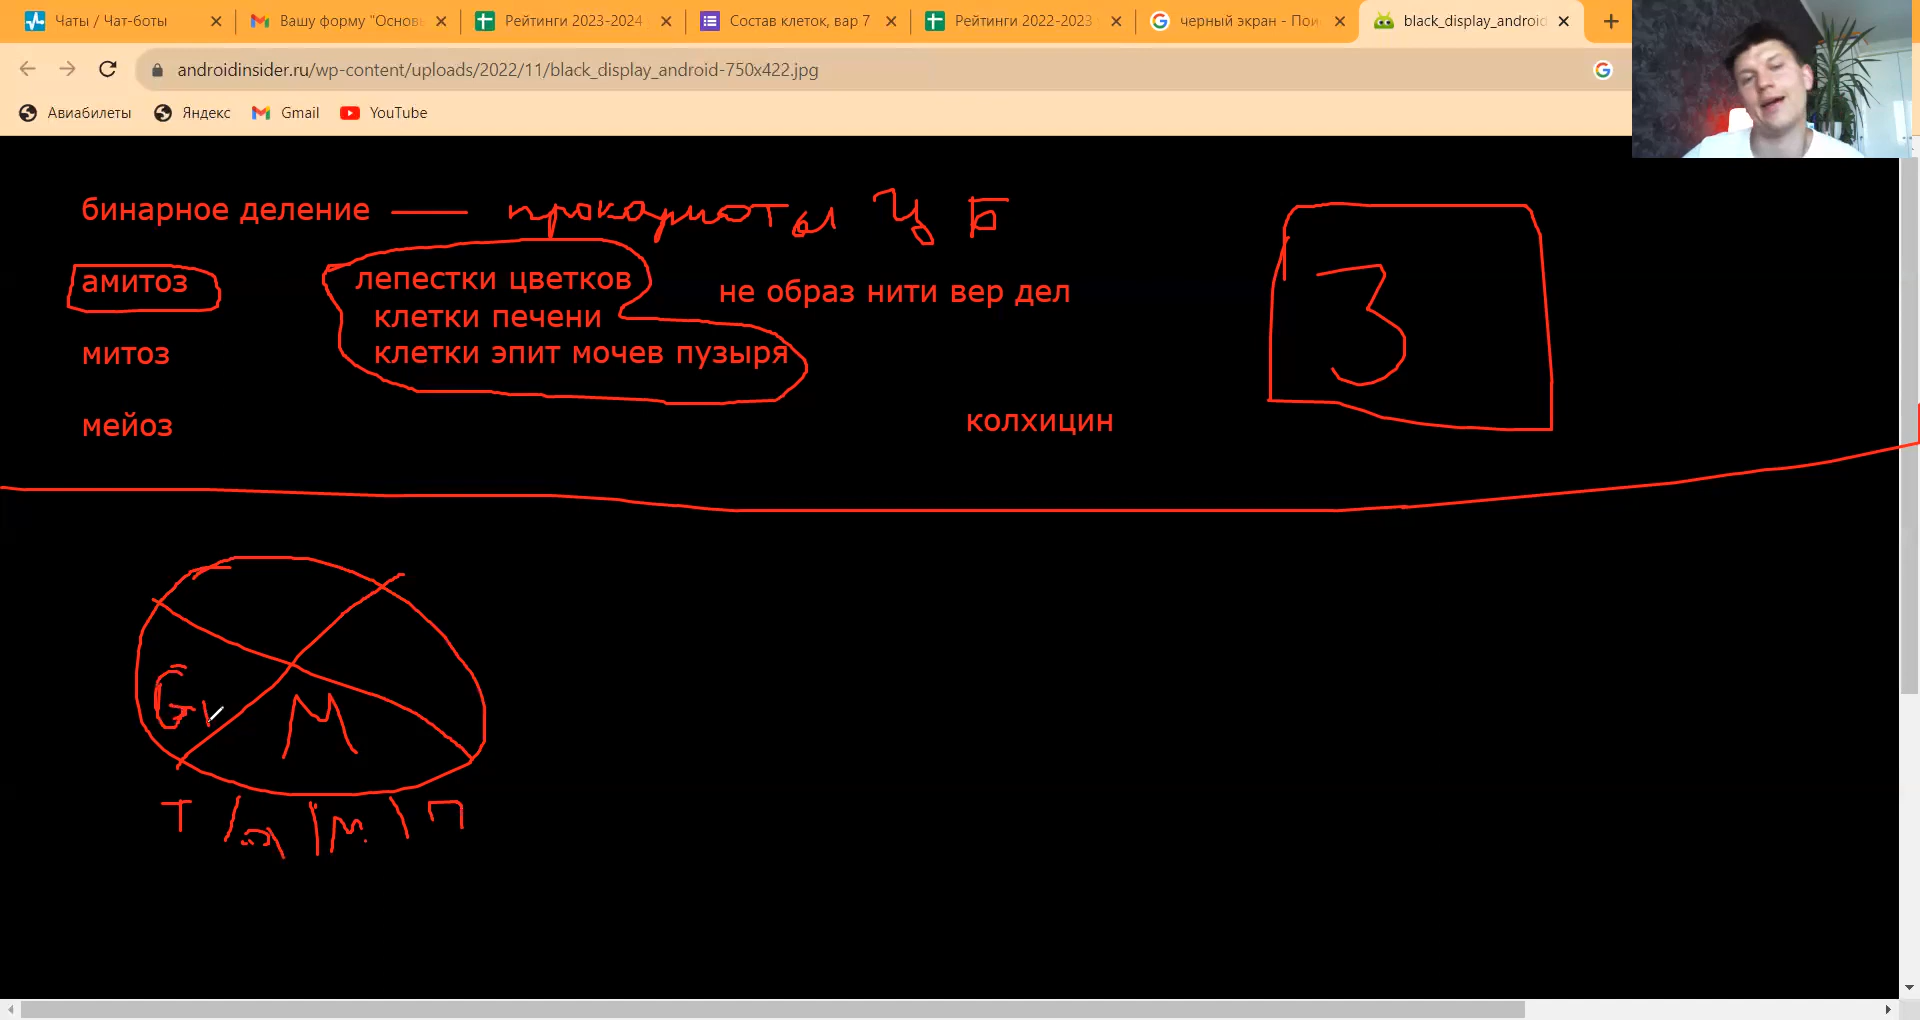 Чаты / Чат-боты
Вашу форму "Основы
Рейтинги 2023-2024
Состав клеток, вар 7
Рейтинги 2022-2023
черный экран - Пои
black_display_android
androidinsider.ru/wp-content/uploads/2022/11/black_display_android-750x422.jpg
Авиабилеты
Яндекс
Gmail
YouTube
бинарное деление — прокариоты Ц Б
амитоз
лепестки цветков
клетки печени
клетки эпит мочев пузыря
не образ нити вер дел
3
митоз
мейоз
колхицин
G1
М
Т / А | М \ П